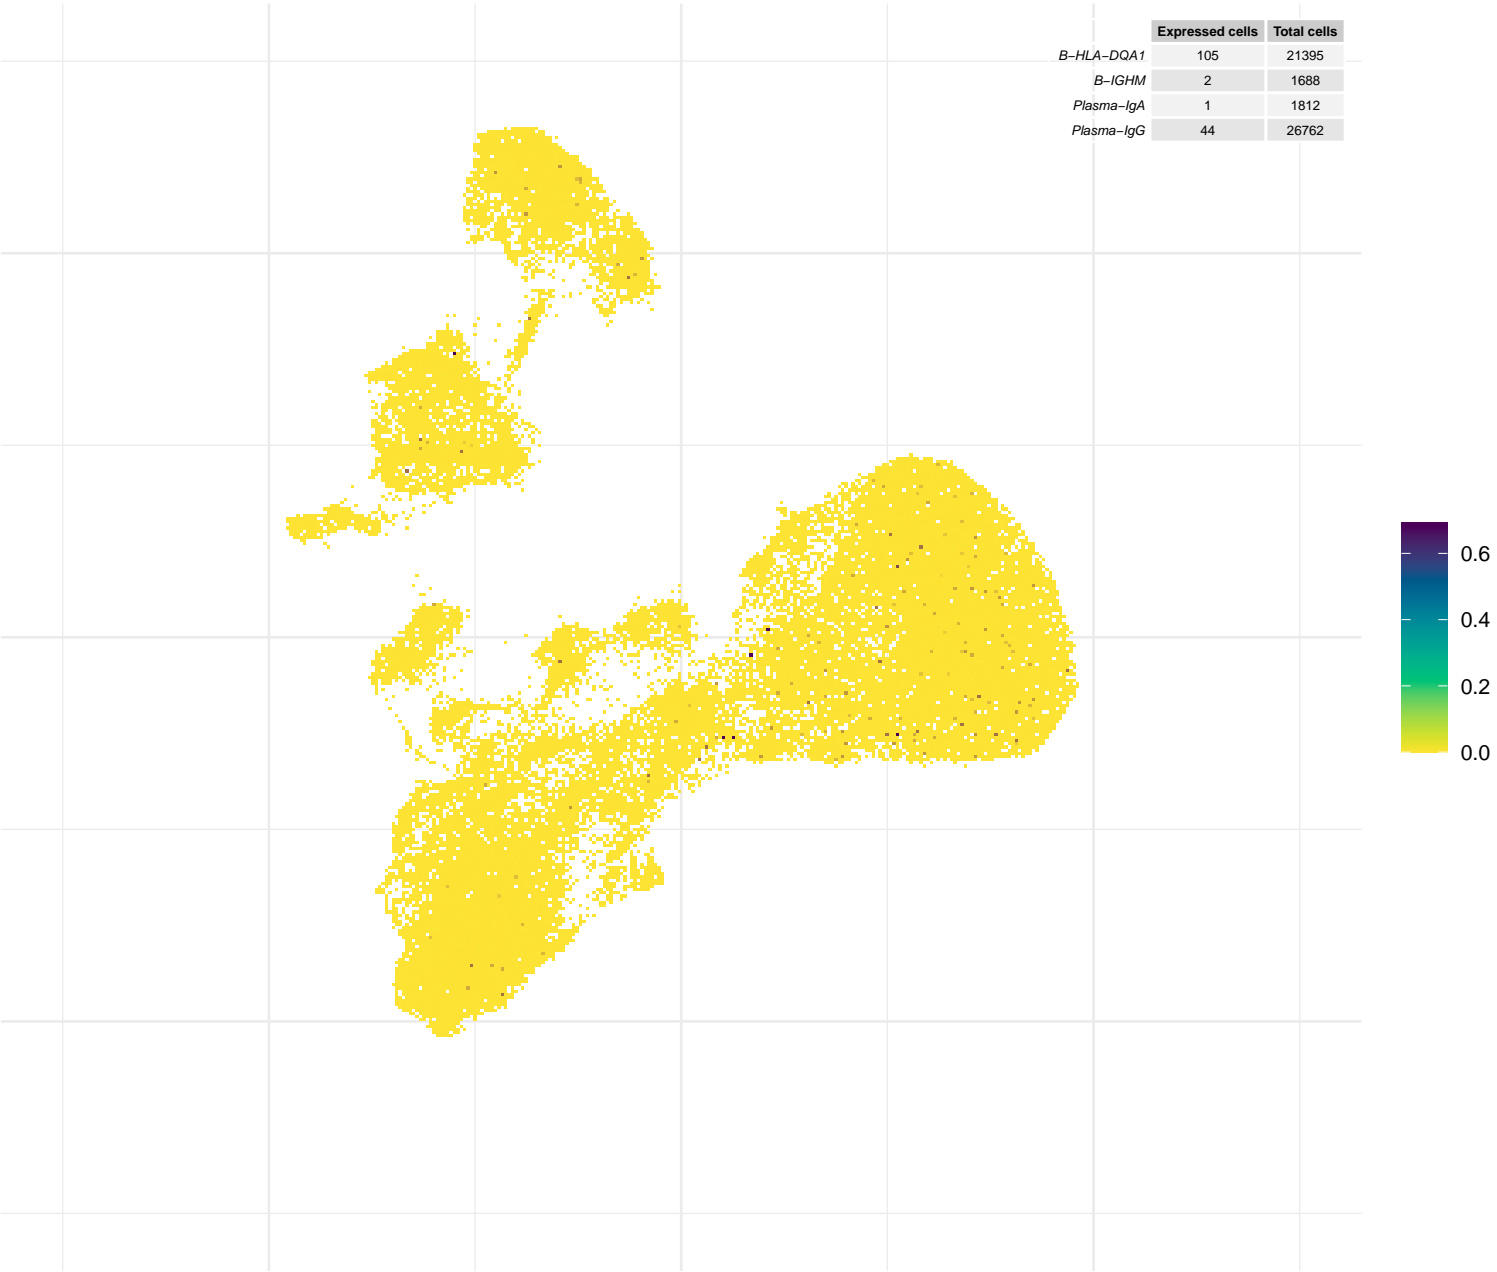 Expressed cells Total cells
B−HLA−DQA1 105 21395
B−IGHM 2 1688
Plasma−IgA 1 1812
Plasma−IgG 44 26762
0.6
0.4
0.2
0.0